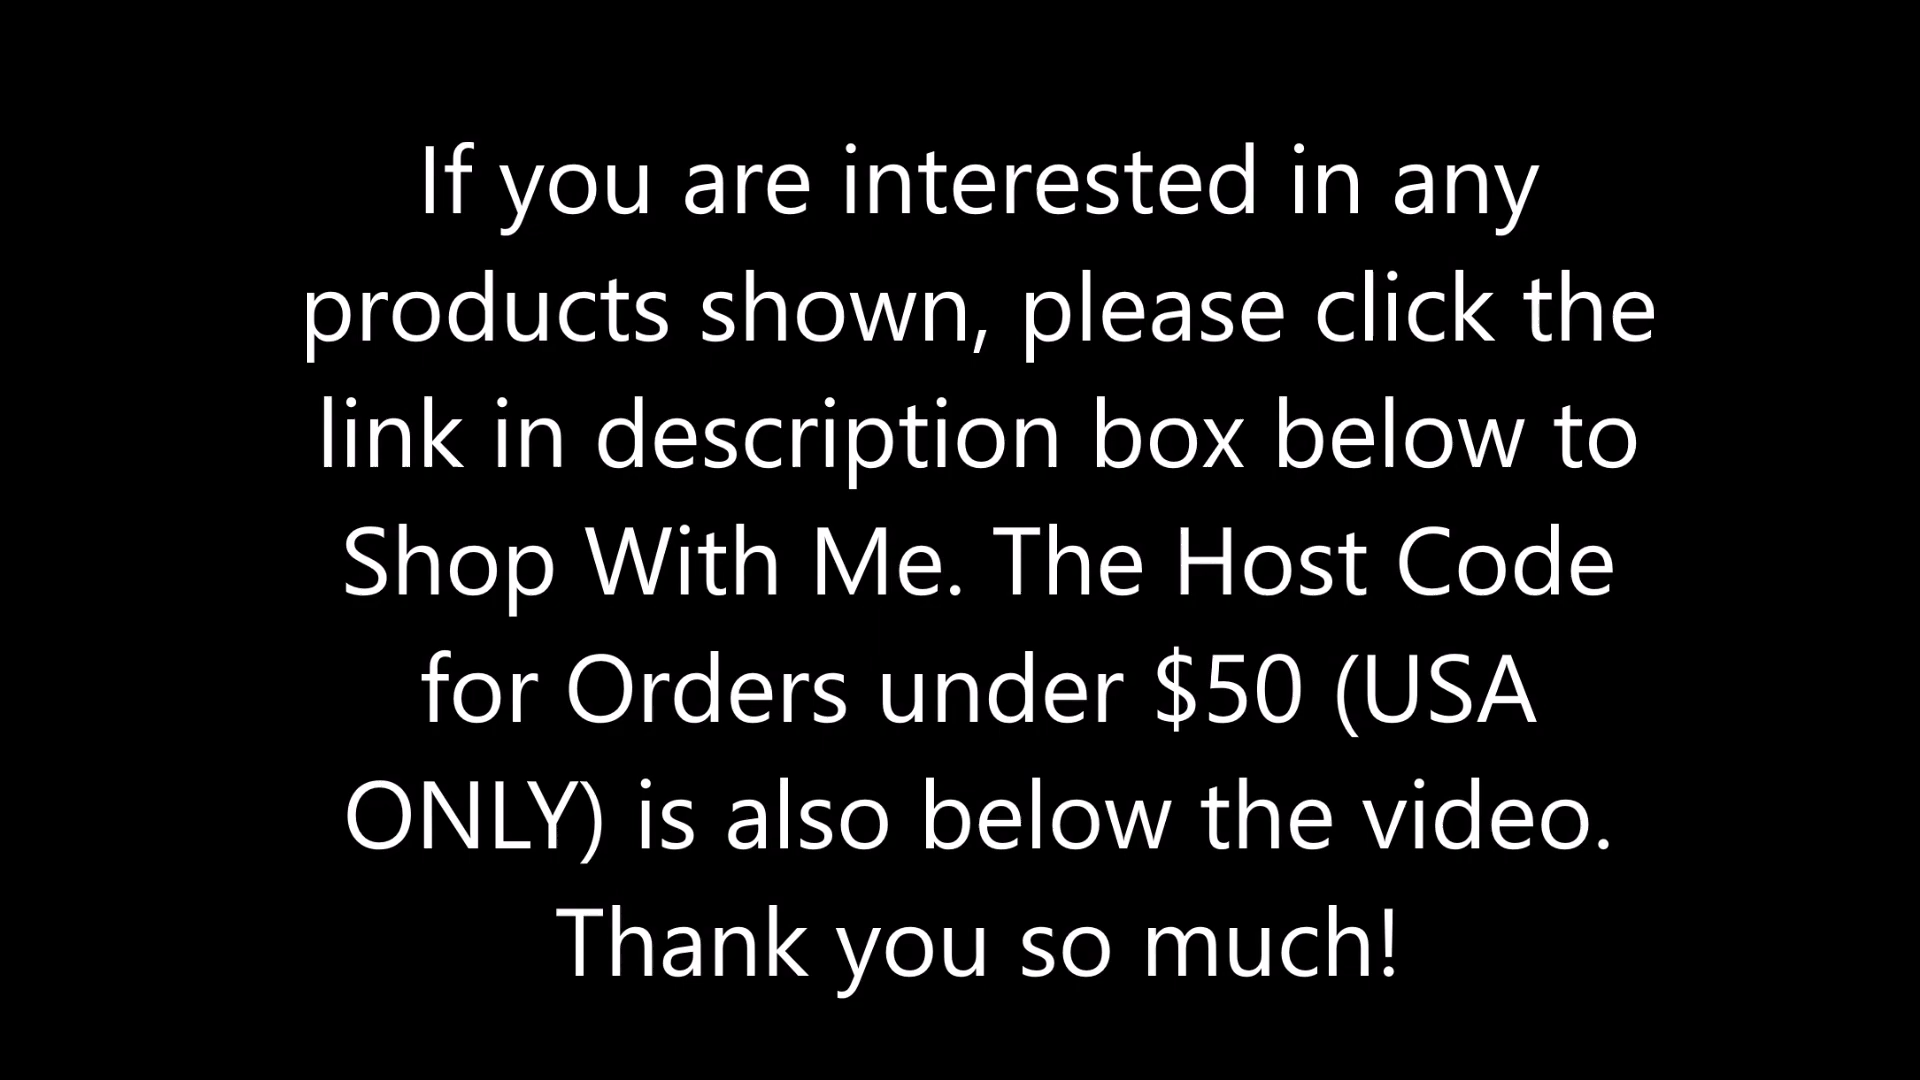 If you are interested in any
products shown, please click the
link in description box below to
Shop With Me. The Host Code
for Orders under $50 (USA
ONLY) is also below the video.
Thank you so much!